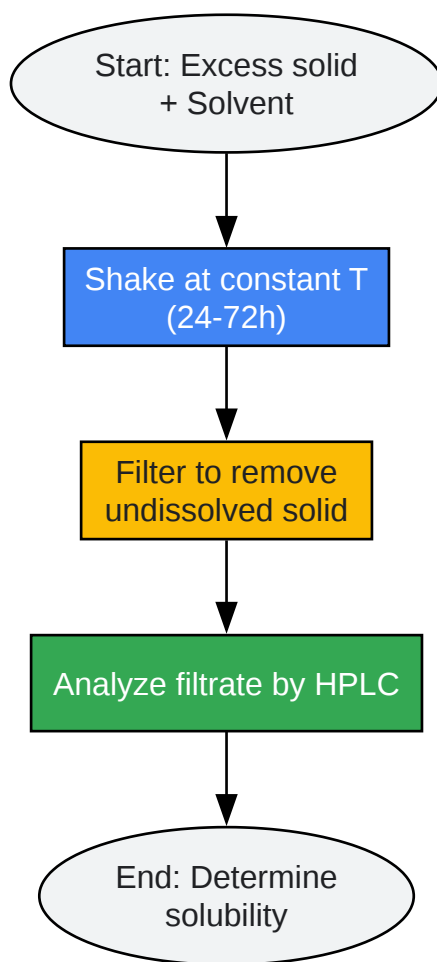 Start: Excess solid
+ Solvent
Shake at constant T
(24-72h)
Filter to remove
undissolved solid
Analyze filtrate by HPLC
End: Determine
solubility